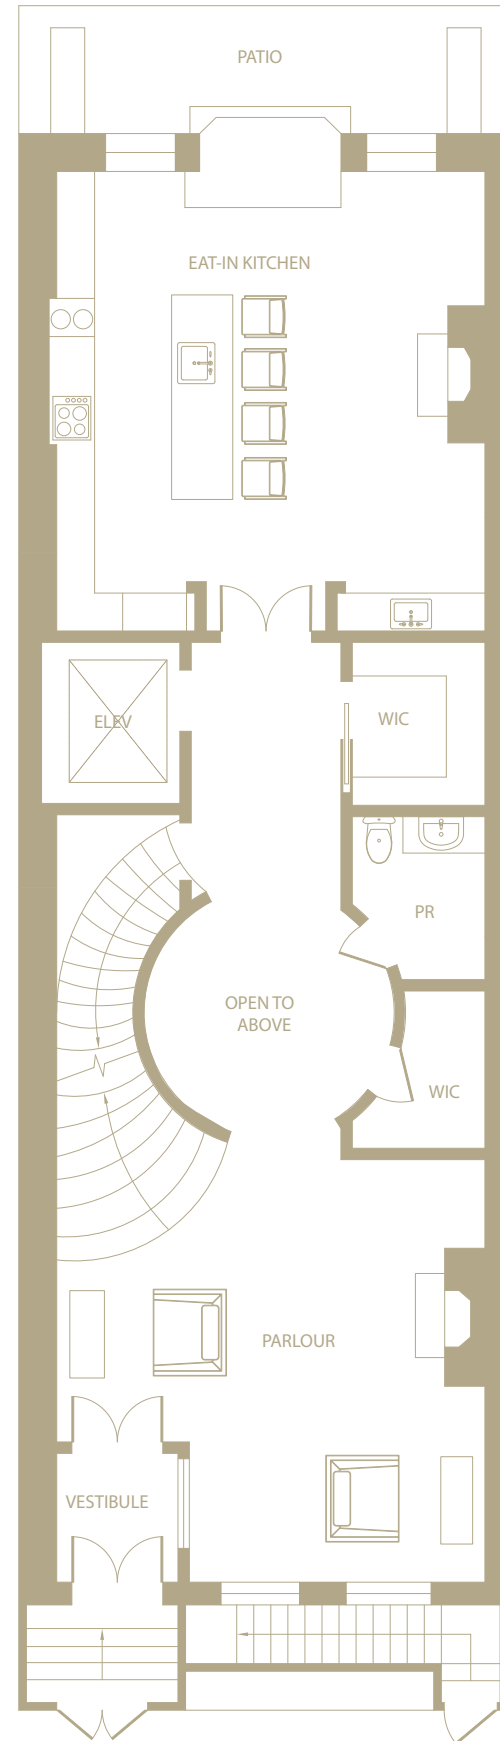 PATIO
EAT-IN KITCHEN
ELEV
WIC
PR
OPEN TO
ABOVE
WIC
PARLOUR
VESTIBULE